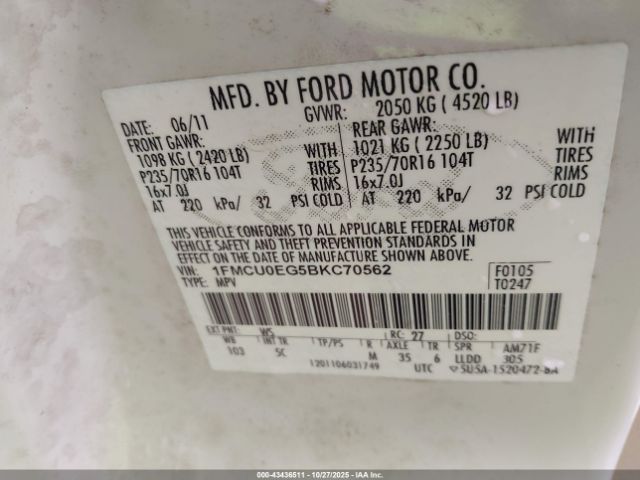 MFD. BY FORD MOTOR CO.
DATE: 06/11 GVWR: 2050 KG ( 4520 LB)
FRONT GAWR: REAR GAWR:
1098 KG ( 2420 LB) WITH 1021 KG ( 2250 LB) WITH
P235/70R16 104T TIRES P235/70R16 104T TIRES
16x7.0J RIMS 16x7.0J RIMS
AT 220 kPa/ 32 PSI COLD AT 220 kPa/ 32 PSI COLD
THIS VEHICLE CONFORMS TO ALL APPLICABLE FEDERAL MOTOR
VEHICLE SAFETY AND THEFT PREVENTION STANDARDS IN
EFFECT ON THE DATE OF MANUFACTURE SHOWN ABOVE.
VIN: 1FMCU0EG5BKC70562 F0105
TYPE: MPV T0247
EXT PNT: WS RC: 27 DSO:
WB INT TR TP/PS R AXLE TR SPR AM71F
103 5C M 35 6 LLDD 305
1201106031749 UTC 5U5A-1520472-BA
000-43436511 - 10/27/2025 - IAAI.com